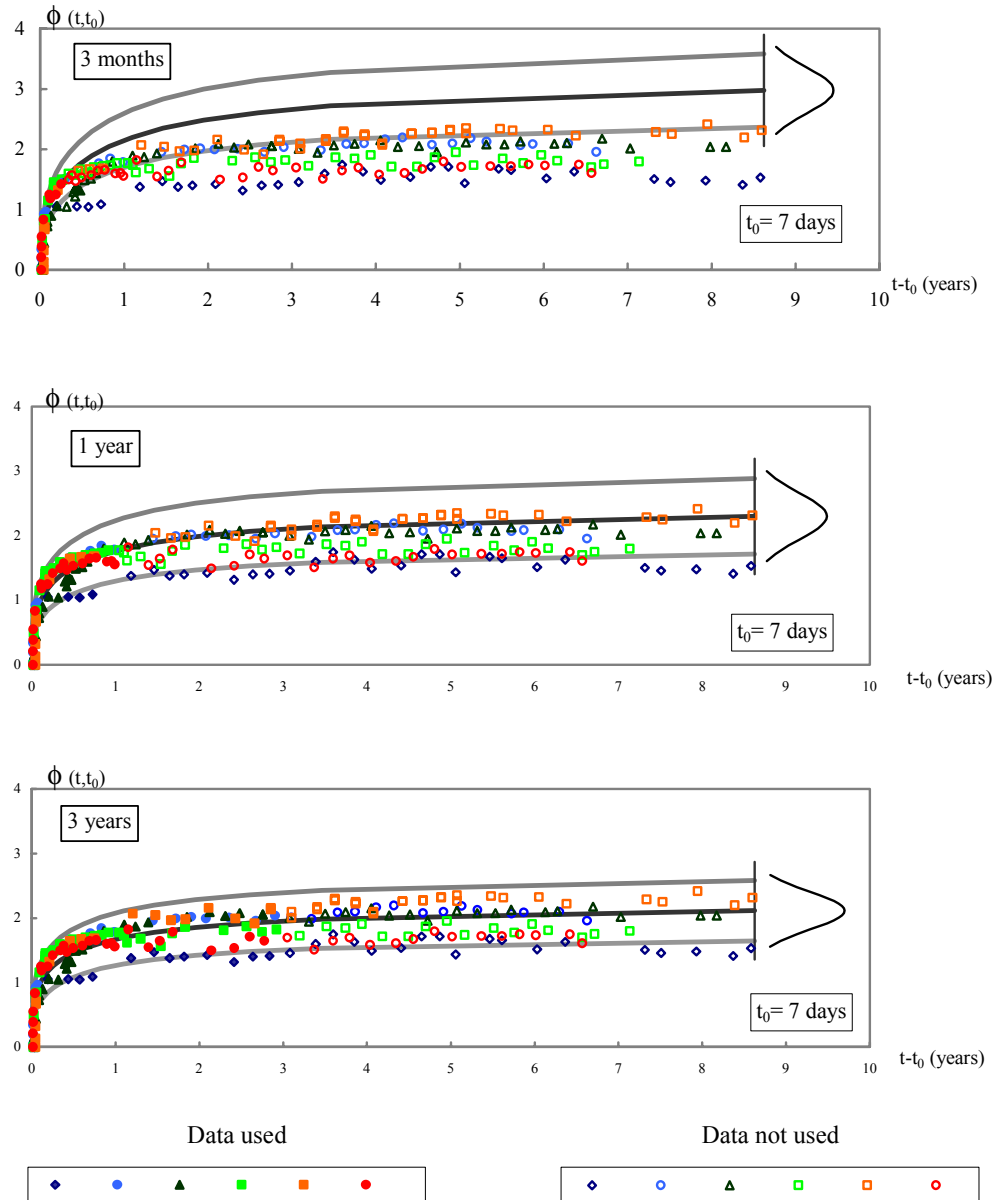 ϕ (t,t₀)
4
3 months
3
2
1
t₀= 7 days
0
0 1 2 3 4 5 6 7 8 9 10
t-t₀ (years)
ϕ (t,t₀)
4
1 year
3
2
1
t₀= 7 days
0
0 1 2 3 4 5 6 7 8 9 10
t-t₀ (years)
ϕ (t,t₀)
4
3 years
3
2
1
t₀= 7 days
0
0 1 2 3 4 5 6 7 8 9 10
t-t₀ (years)
Data used
Data not used